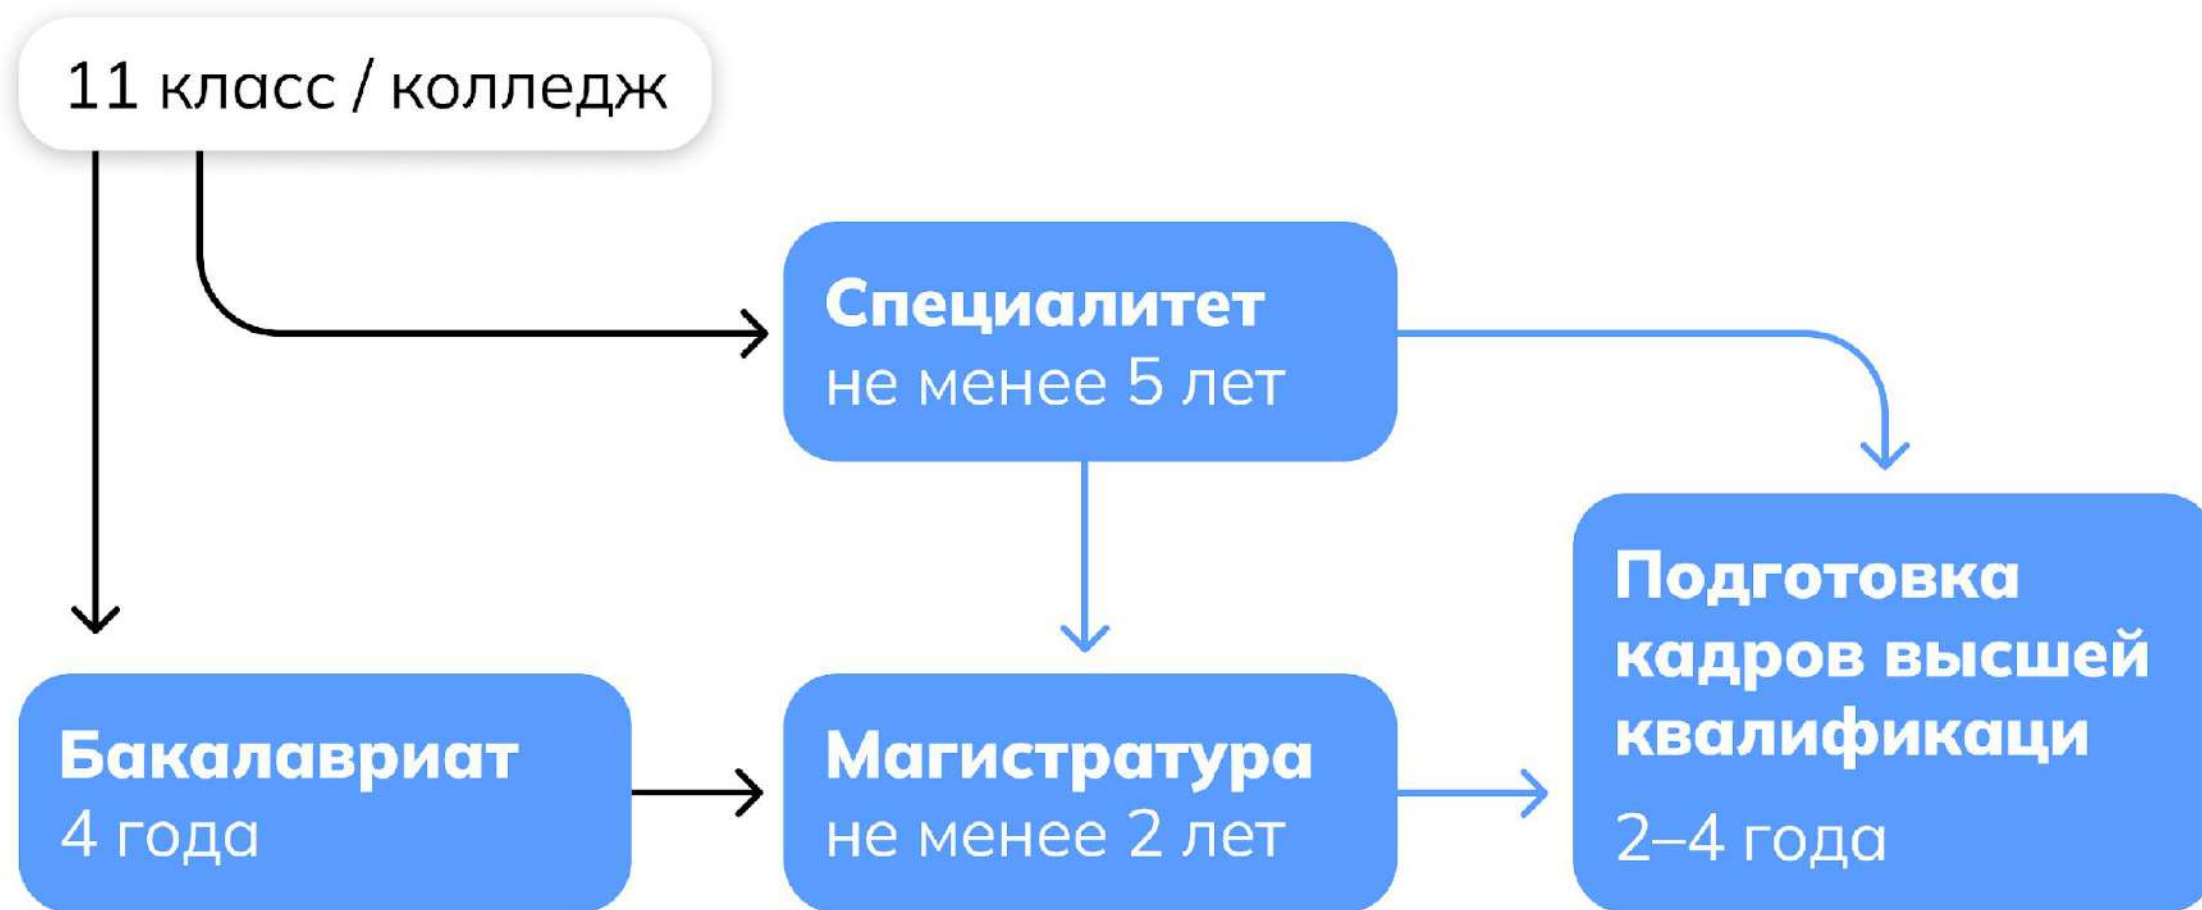 11 класс / колледж
Специалитет
не менее 5 лет
Бакалавриат
4 года
Магистратура
не менее 2 лет
Подготовка
кадров высшей
квалификаци
2–4 года